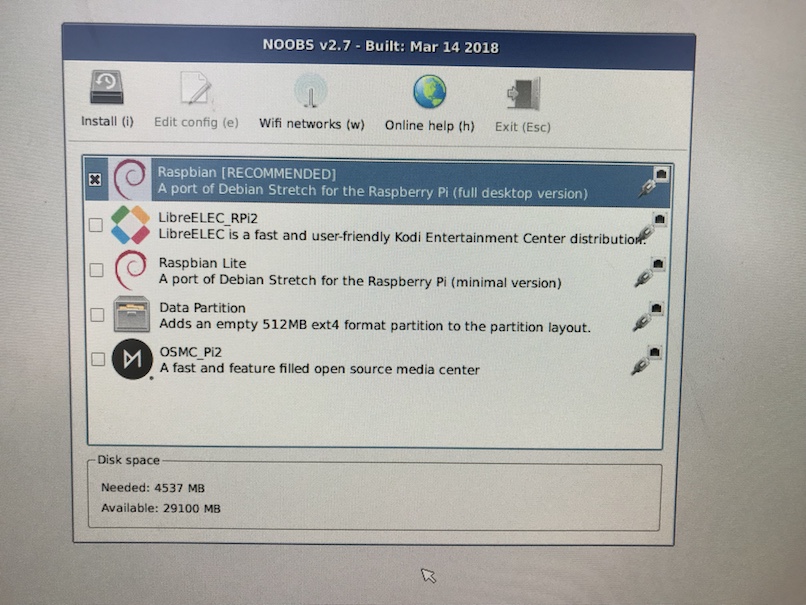 NOOBS v2.7 - Built: Mar 14 2018
Install (i) Edit config (e) Wifi networks (w) Online help (h) Exit (Esc)
Raspbian [RECOMMENDED]
A port of Debian Stretch for the Raspberry Pi (full desktop version)
LibreELEC_RPi2
LibreELEC is a fast and user-friendly Kodi Entertainment Center distribution.
Raspbian Lite
A port of Debian Stretch for the Raspberry Pi (minimal version)
Data Partition
Adds an empty 512MB ext4 format partition to the partition layout.
OSMC_Pi2
A fast and feature filled open source media center
Disk space
Needed: 4537 MB
Available: 29100 MB